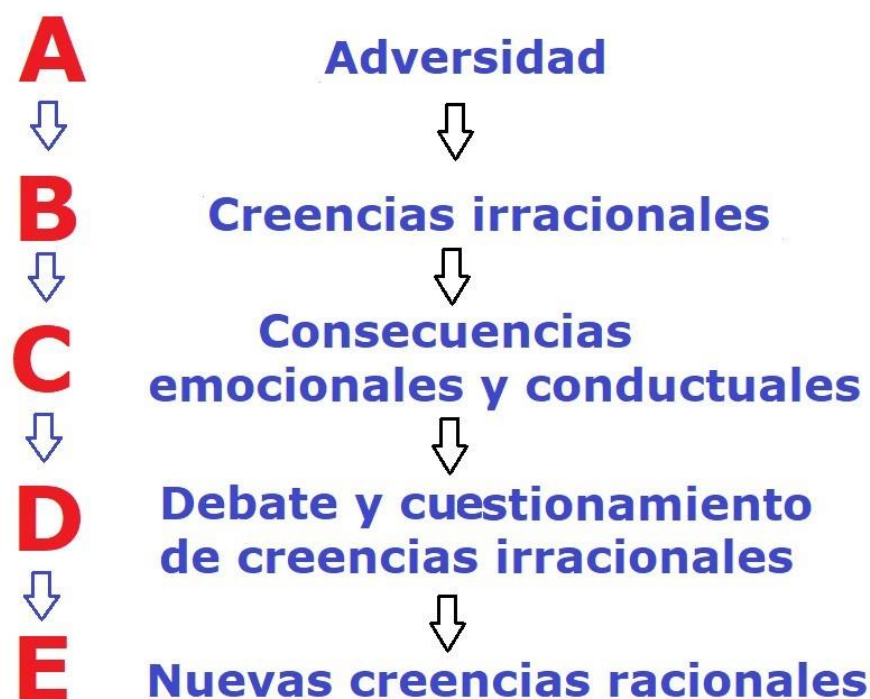 A Adversidad
B Creencias irracionales
C Consecuencias
emocionales y conductuales
D Debate y cuestionamiento
de creencias irracionales
E Nuevas creencias racionales